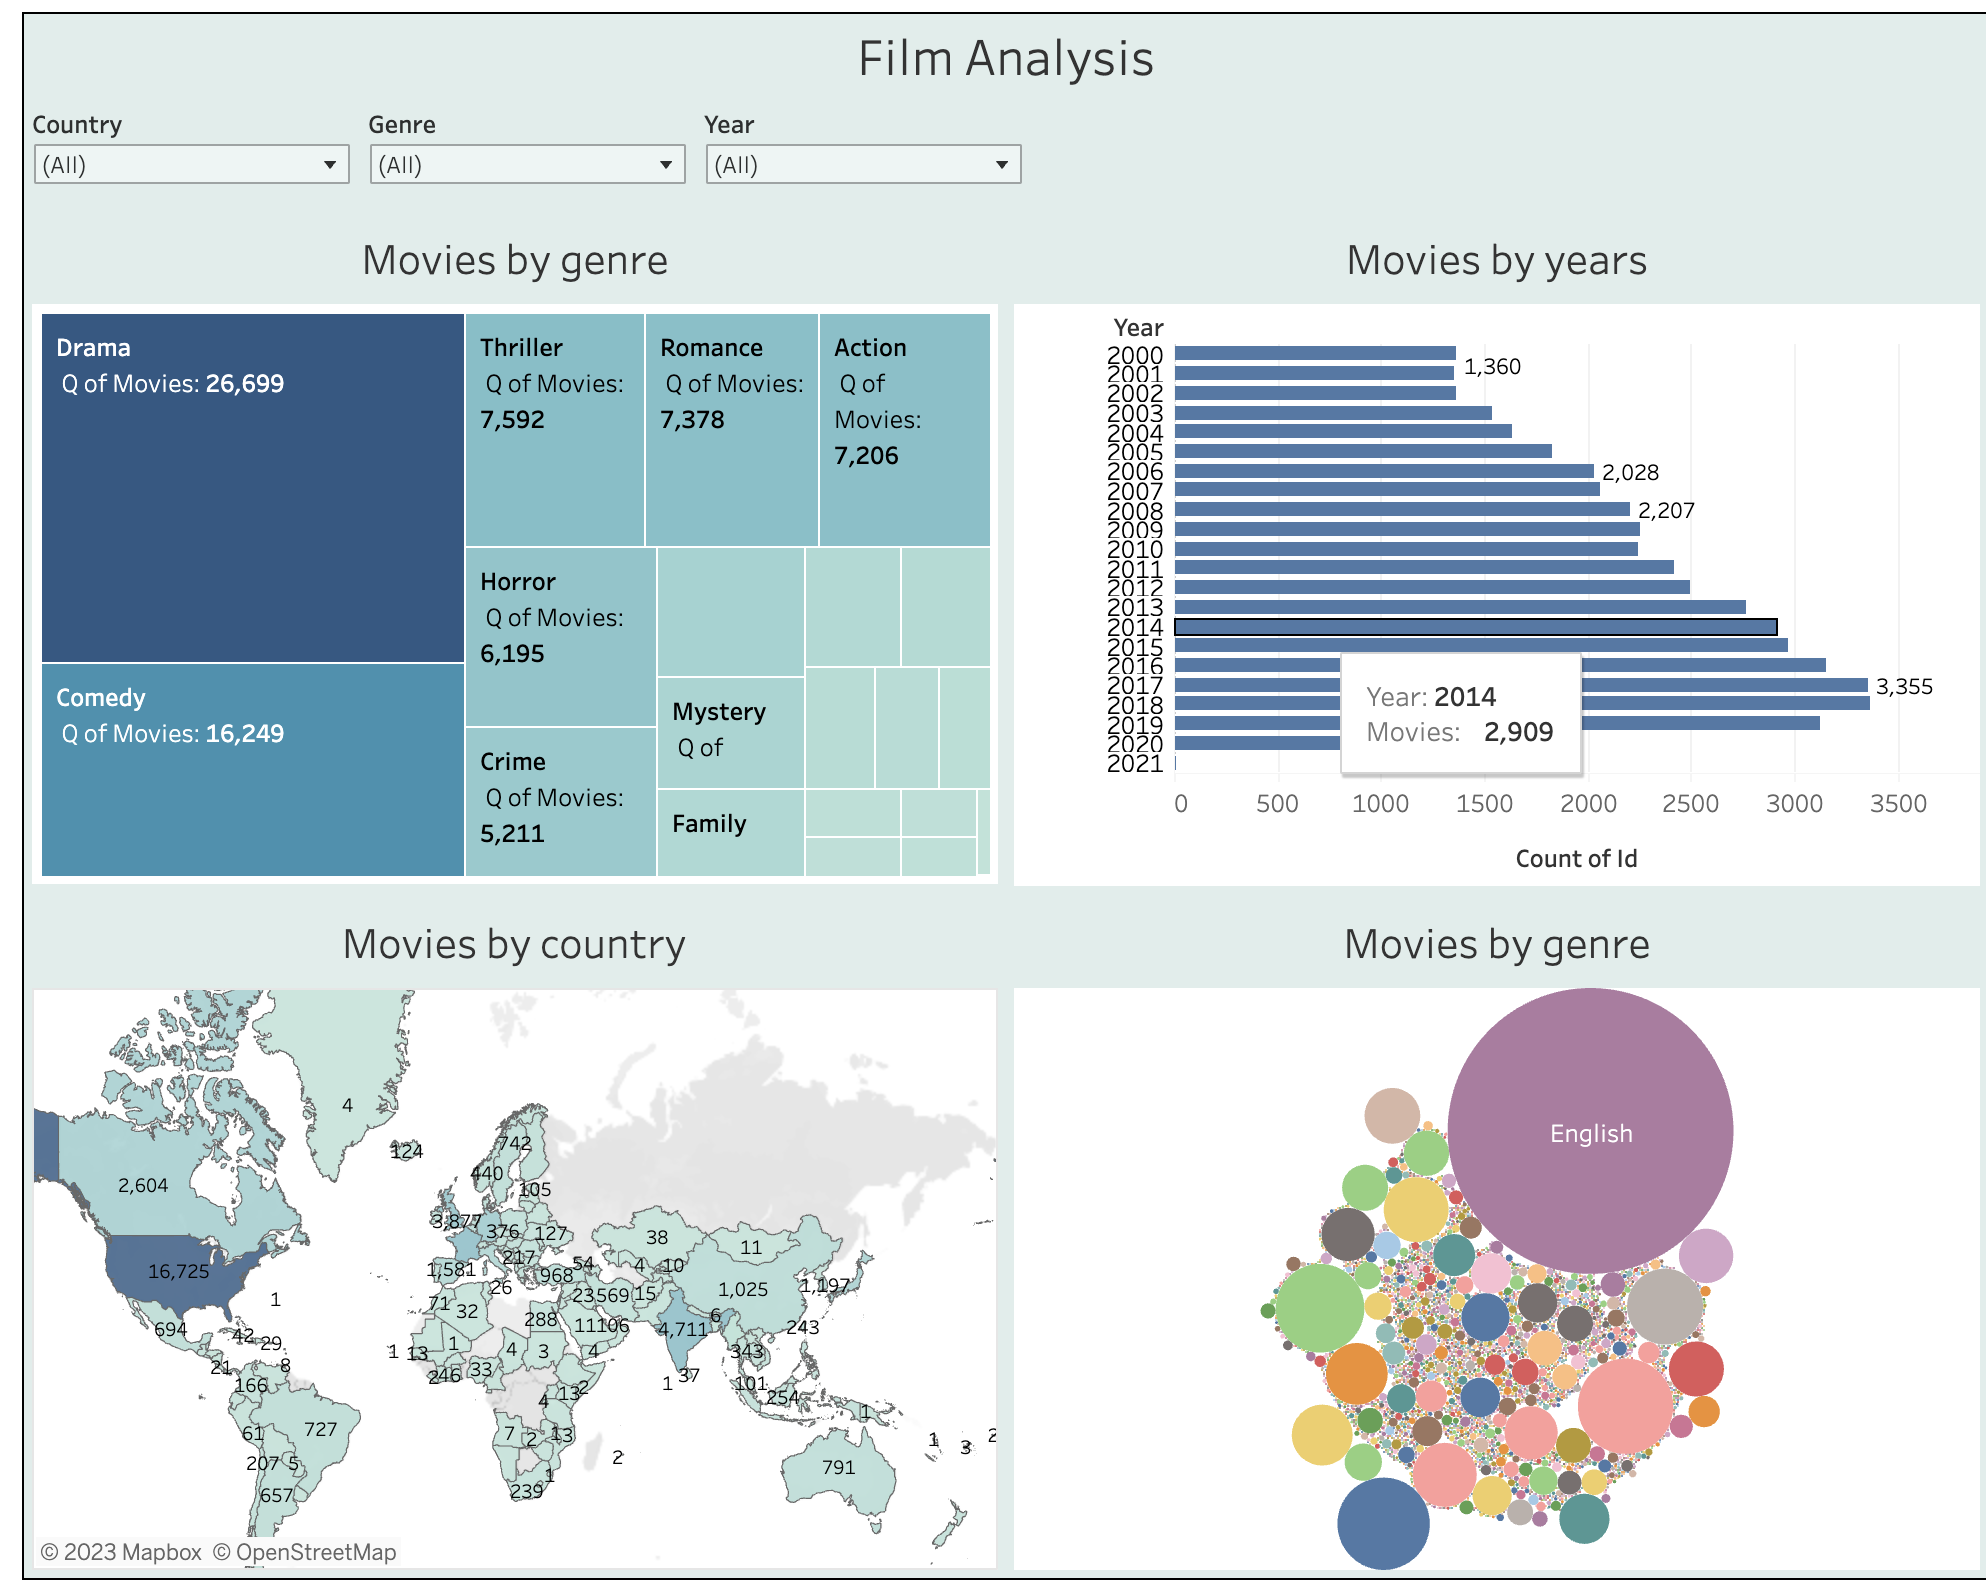 Film Analysis
Country
Genre
Year
(All)
(All)
(All)
Movies by genre
Drama
Q of Movies: 26,699
Comedy
Q of Movies: 16,249
Thriller
Q of Movies:
7,592
Romance
Q of Movies:
7,378
Action
Q of
Movies:
7,206
Horror
Q of Movies:
6,195
Crime
Q of Movies:
5,211
Mystery
Q of
Family
Movies by years
Year
2000
2001
1,360
2002
2003
2004
2005
2006
2,028
2007
2008
2,207
2009
2010
2011
2012
2013
2014
2015
2016
2017
3,355
2018
2019
2020
2021
Year: 2014
Movies: 2,909
0 500 1000 1500 2000 2500 3000 3500
Count of Id
Movies by country
4
124
742
440
105
2,604
3,877
376
127
38
11
16,725
1,581
217
54
4
10
968
26
1,025
1,197
23
569
15
1
71
32
288
11
106
6
4,711
694
42
29
243
1
13
1
4
3
4
343
21
8
246
33
37
1
166
13
2
101
254
4
1
727
61
7
2
13
1
3
2
207
5
2
791
657
239
1
© 2023 Mapbox © OpenStreetMap
Movies by genre
English